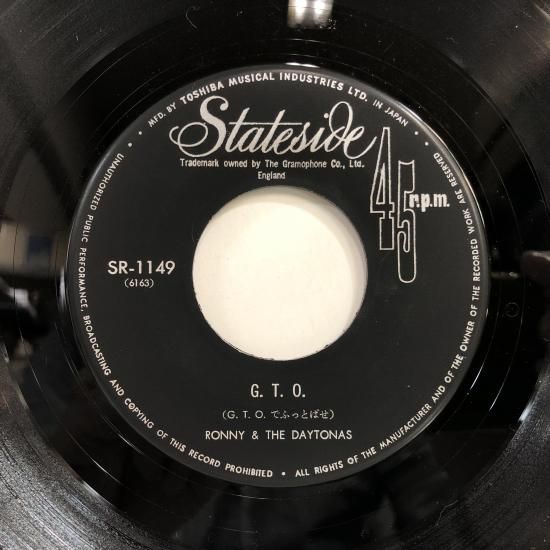 • MFD. BY TOSHIBA MUSICAL INDUSTRIES LTD. IN JAPAN •
Stateside
Trademark owned by The Gramophone Co., Ltd.
England
45 r.p.m.
SR-1149
(6163)
G. T. O.
(G. T. O. でふっとばせ)
RONNY & THE DAYTONAS
UNAUTHORIZED PUBLIC PERFORMANCE, BROADCASTING AND COPYING OF THIS RECORD PROHIBITED • ALL RIGHTS OF THE MANUFACTURER AND OF THE OWNER OF THE RECORDED WORK ARE RESERVED.